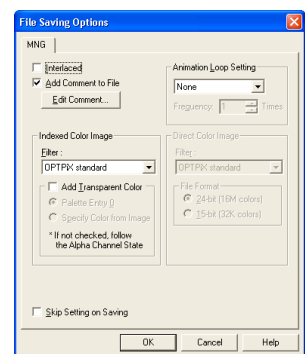 File Saving Options
MNG
Interlaced
Add Comment to File
Edit Comment...
Animation Loop Setting
None
Frequency: 1 Times
Indexed Color Image
Filter :
OPTPiX standard
Add Transparent Color
Palette Entry 0
Specify Color from Image
* If not checked, follow
the Alpha Channel State
Direct Color Image
Filter :
OPTPiX standard
File Format
24-bit (16M colors)
15-bit (32K colors)
Skip Setting on Saving
OK
Cancel
Help